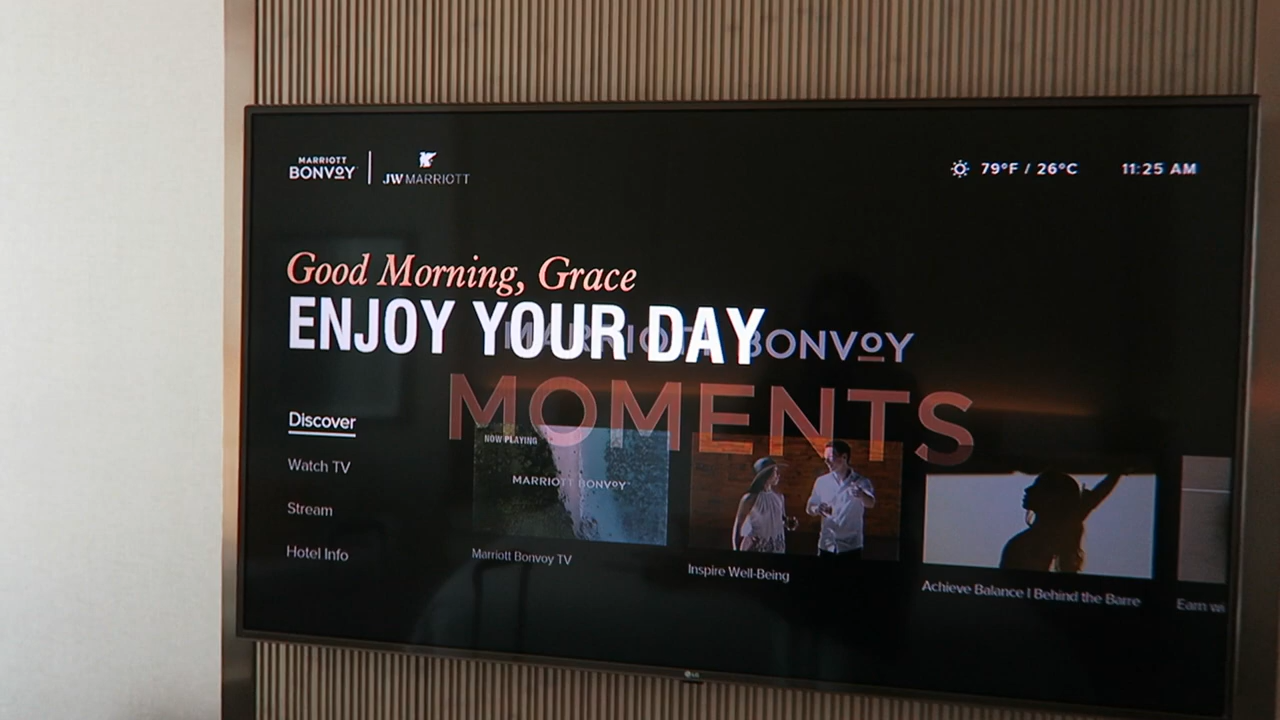 MARRIOTT
BONVOY
JW MARRIOTT
79°F / 26°C
11:25 AM
Good Morning, Grace
ENJOY YOUR DAY
MARRIOTT BONVOY
MOMENTS
Discover
Watch TV
Stream
Hotel Info
NOW PLAYING
MARRIOTT BONVOY
Marriott Bonvoy TV
Inspire Well-Being
Achieve Balance | Behind the Barre
Earn wi
LG